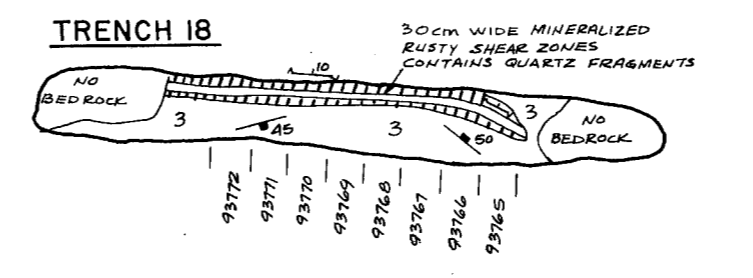 TRENCH 18
30cm WIDE MINERALIZED
RUSTY SHEAR ZONES
CONTAINS QUARTZ FRAGMENTS
10
NO
BEDROCK
3
45
3
50
3
NO
BEDROCK
93772
93771
93770
93769
93768
93767
93766
93765